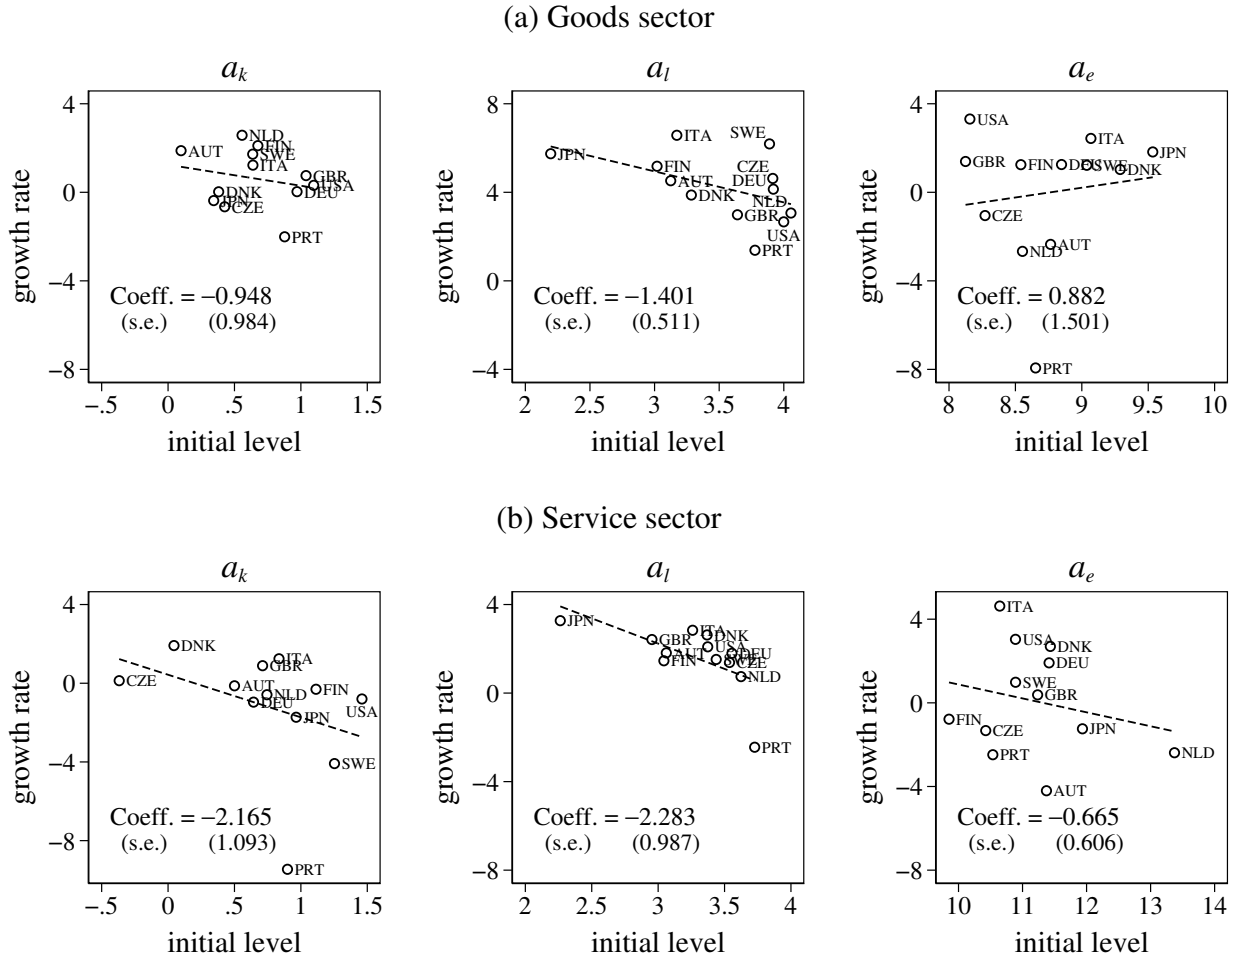 (a) Goods sector
a_k
growth rate
4
0
−4
−8
NLD
FIN
AUT
SWE
ITA
GBR
USA
DEU
DNK
JPN
CZE
PRT
Coeff. = −0.948
(s.e.) (0.984)
−.5 0 .5 1 1.5
initial level
a_l
growth rate
8
4
0
−4
SWE
ITA
JPN
FIN
CZE
AUT
DEU
DNK
NLD
GBR
USA
PRT
Coeff. = −1.401
(s.e.) (0.511)
2 2.5 3 3.5 4
initial level
a_e
growth rate
4
0
−4
−8
USA
ITA
JPN
GBR
FIN
DEU
SWE
DNK
CZE
AUT
NLD
PRT
Coeff. = 0.882
(s.e.) (1.501)
8 8.5 9 9.5 10
initial level
(b) Service sector
a_k
growth rate
4
0
−4
−8
DNK
ITA
GBR
CZE
AUT
FIN
NLD
USA
DEU
JPN
SWE
PRT
Coeff. = −2.165
(s.e.) (1.093)
−.5 0 .5 1 1.5
initial level
a_l
growth rate
4
0
−4
−8
JPN
ITA
DNK
GBR
USA
AUT
DEU
FIN
SWE
CZE
NLD
PRT
Coeff. = −2.283
(s.e.) (0.987)
2 2.5 3 3.5 4
initial level
a_e
growth rate
4
0
−4
−8
ITA
USA
DNK
DEU
SWE
GBR
FIN
CZE
JPN
PRT
NLD
AUT
Coeff. = −0.665
(s.e.) (0.606)
10 11 12 13 14
initial level